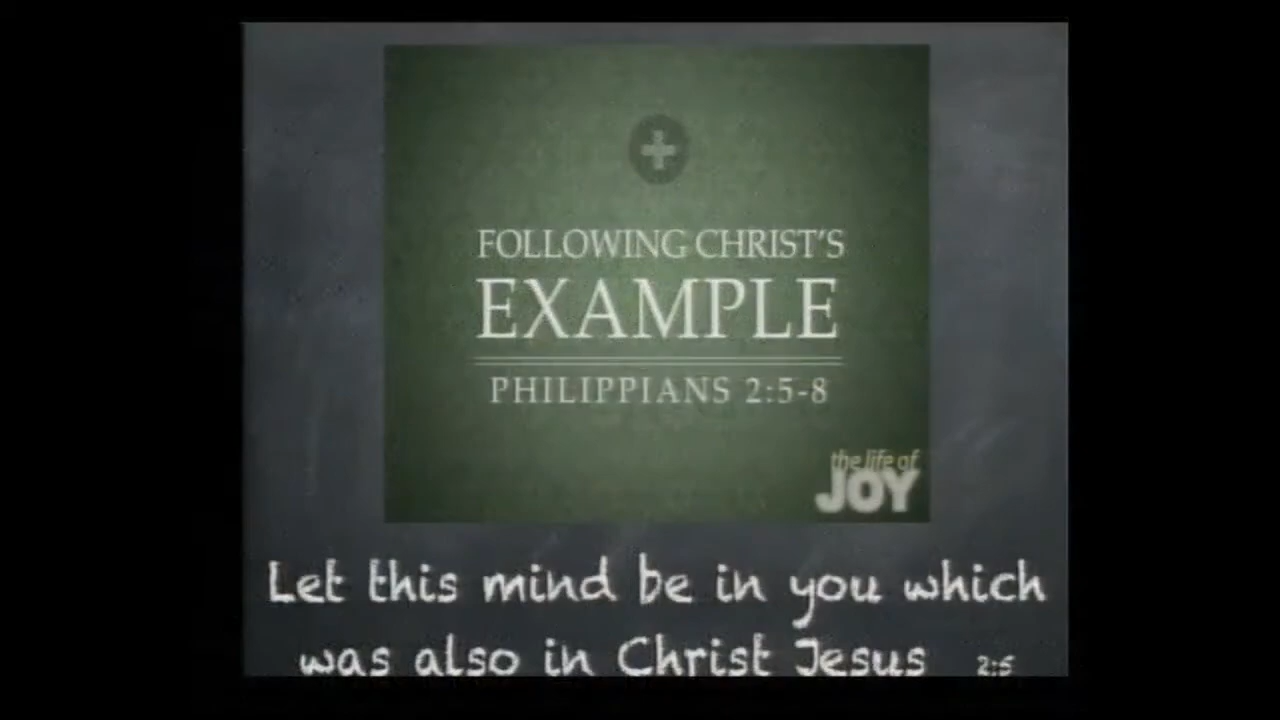 FOLLOWING CHRIST'S
EXAMPLE
PHILIPPIANS 2:5-8
the life of
JOY
Let this mind be in you which
was also in Christ Jesus 2:5